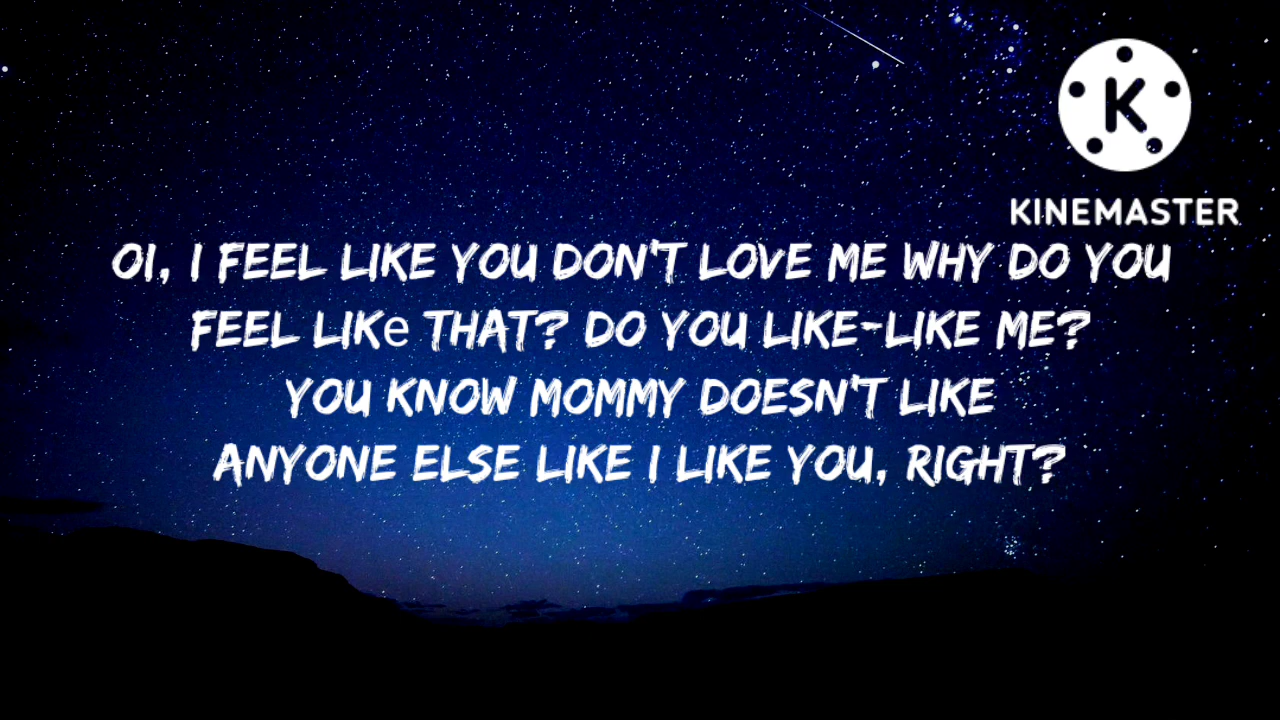 K
KINEMASTER
OI, I FEEL LIKE YOU DON'T LOVE ME WHY DO YOU
FEEL LIKe THAT? DO YOU LIKE-LIKE ME?
YOU KNOW MOMMY DOESN'T LIKE
ANYONE ELSE LIKE I LIKE YOU, RIGHT?